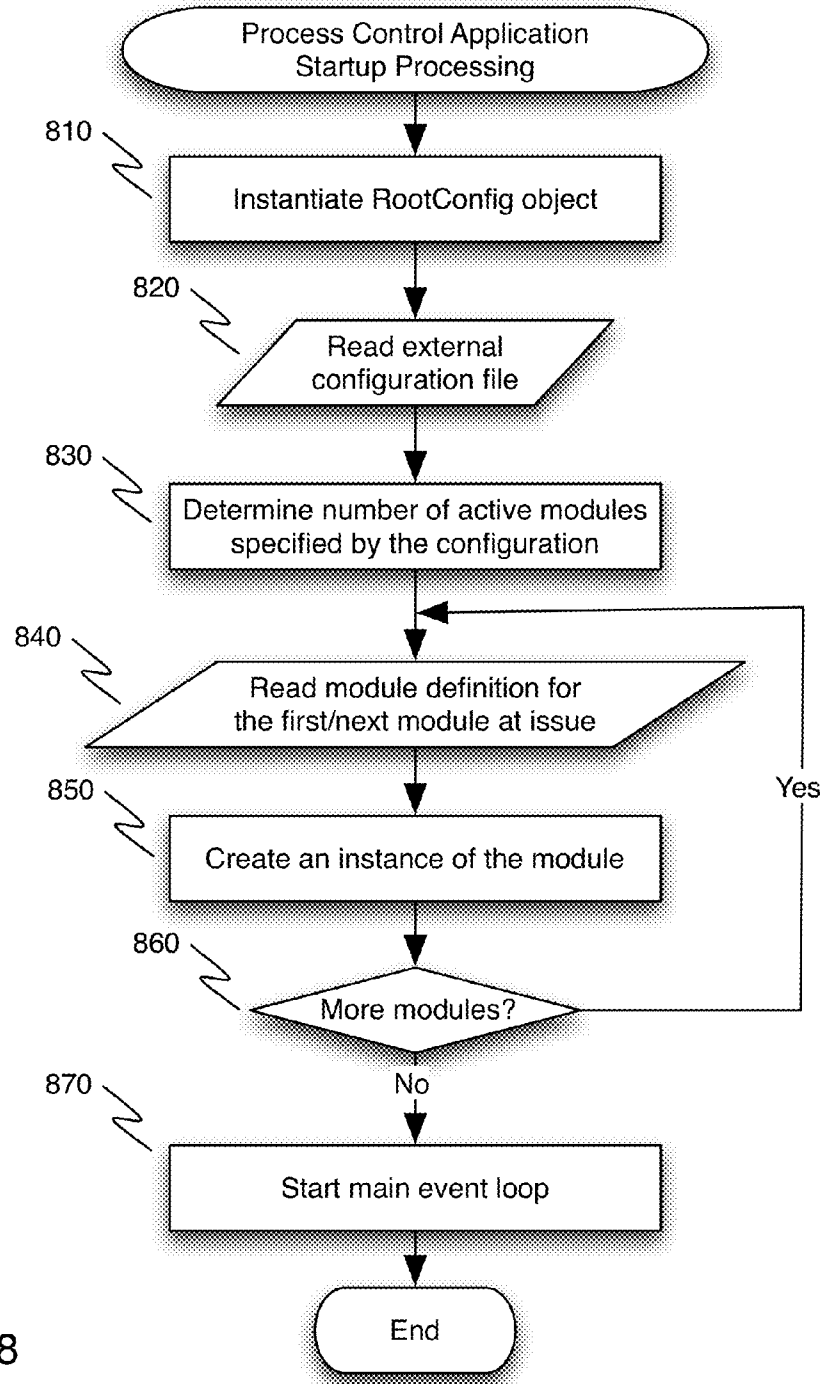 Process Control Application
Startup Processing
810
Instantiate RootConfig object
820
Read external
configuration file
830
Determine number of active modules
specified by the configuration
840
Read module definition for
the first/next module at issue
Yes
850
Create an instance of the module
860
More modules?
No
870
Start main event loop
End
8